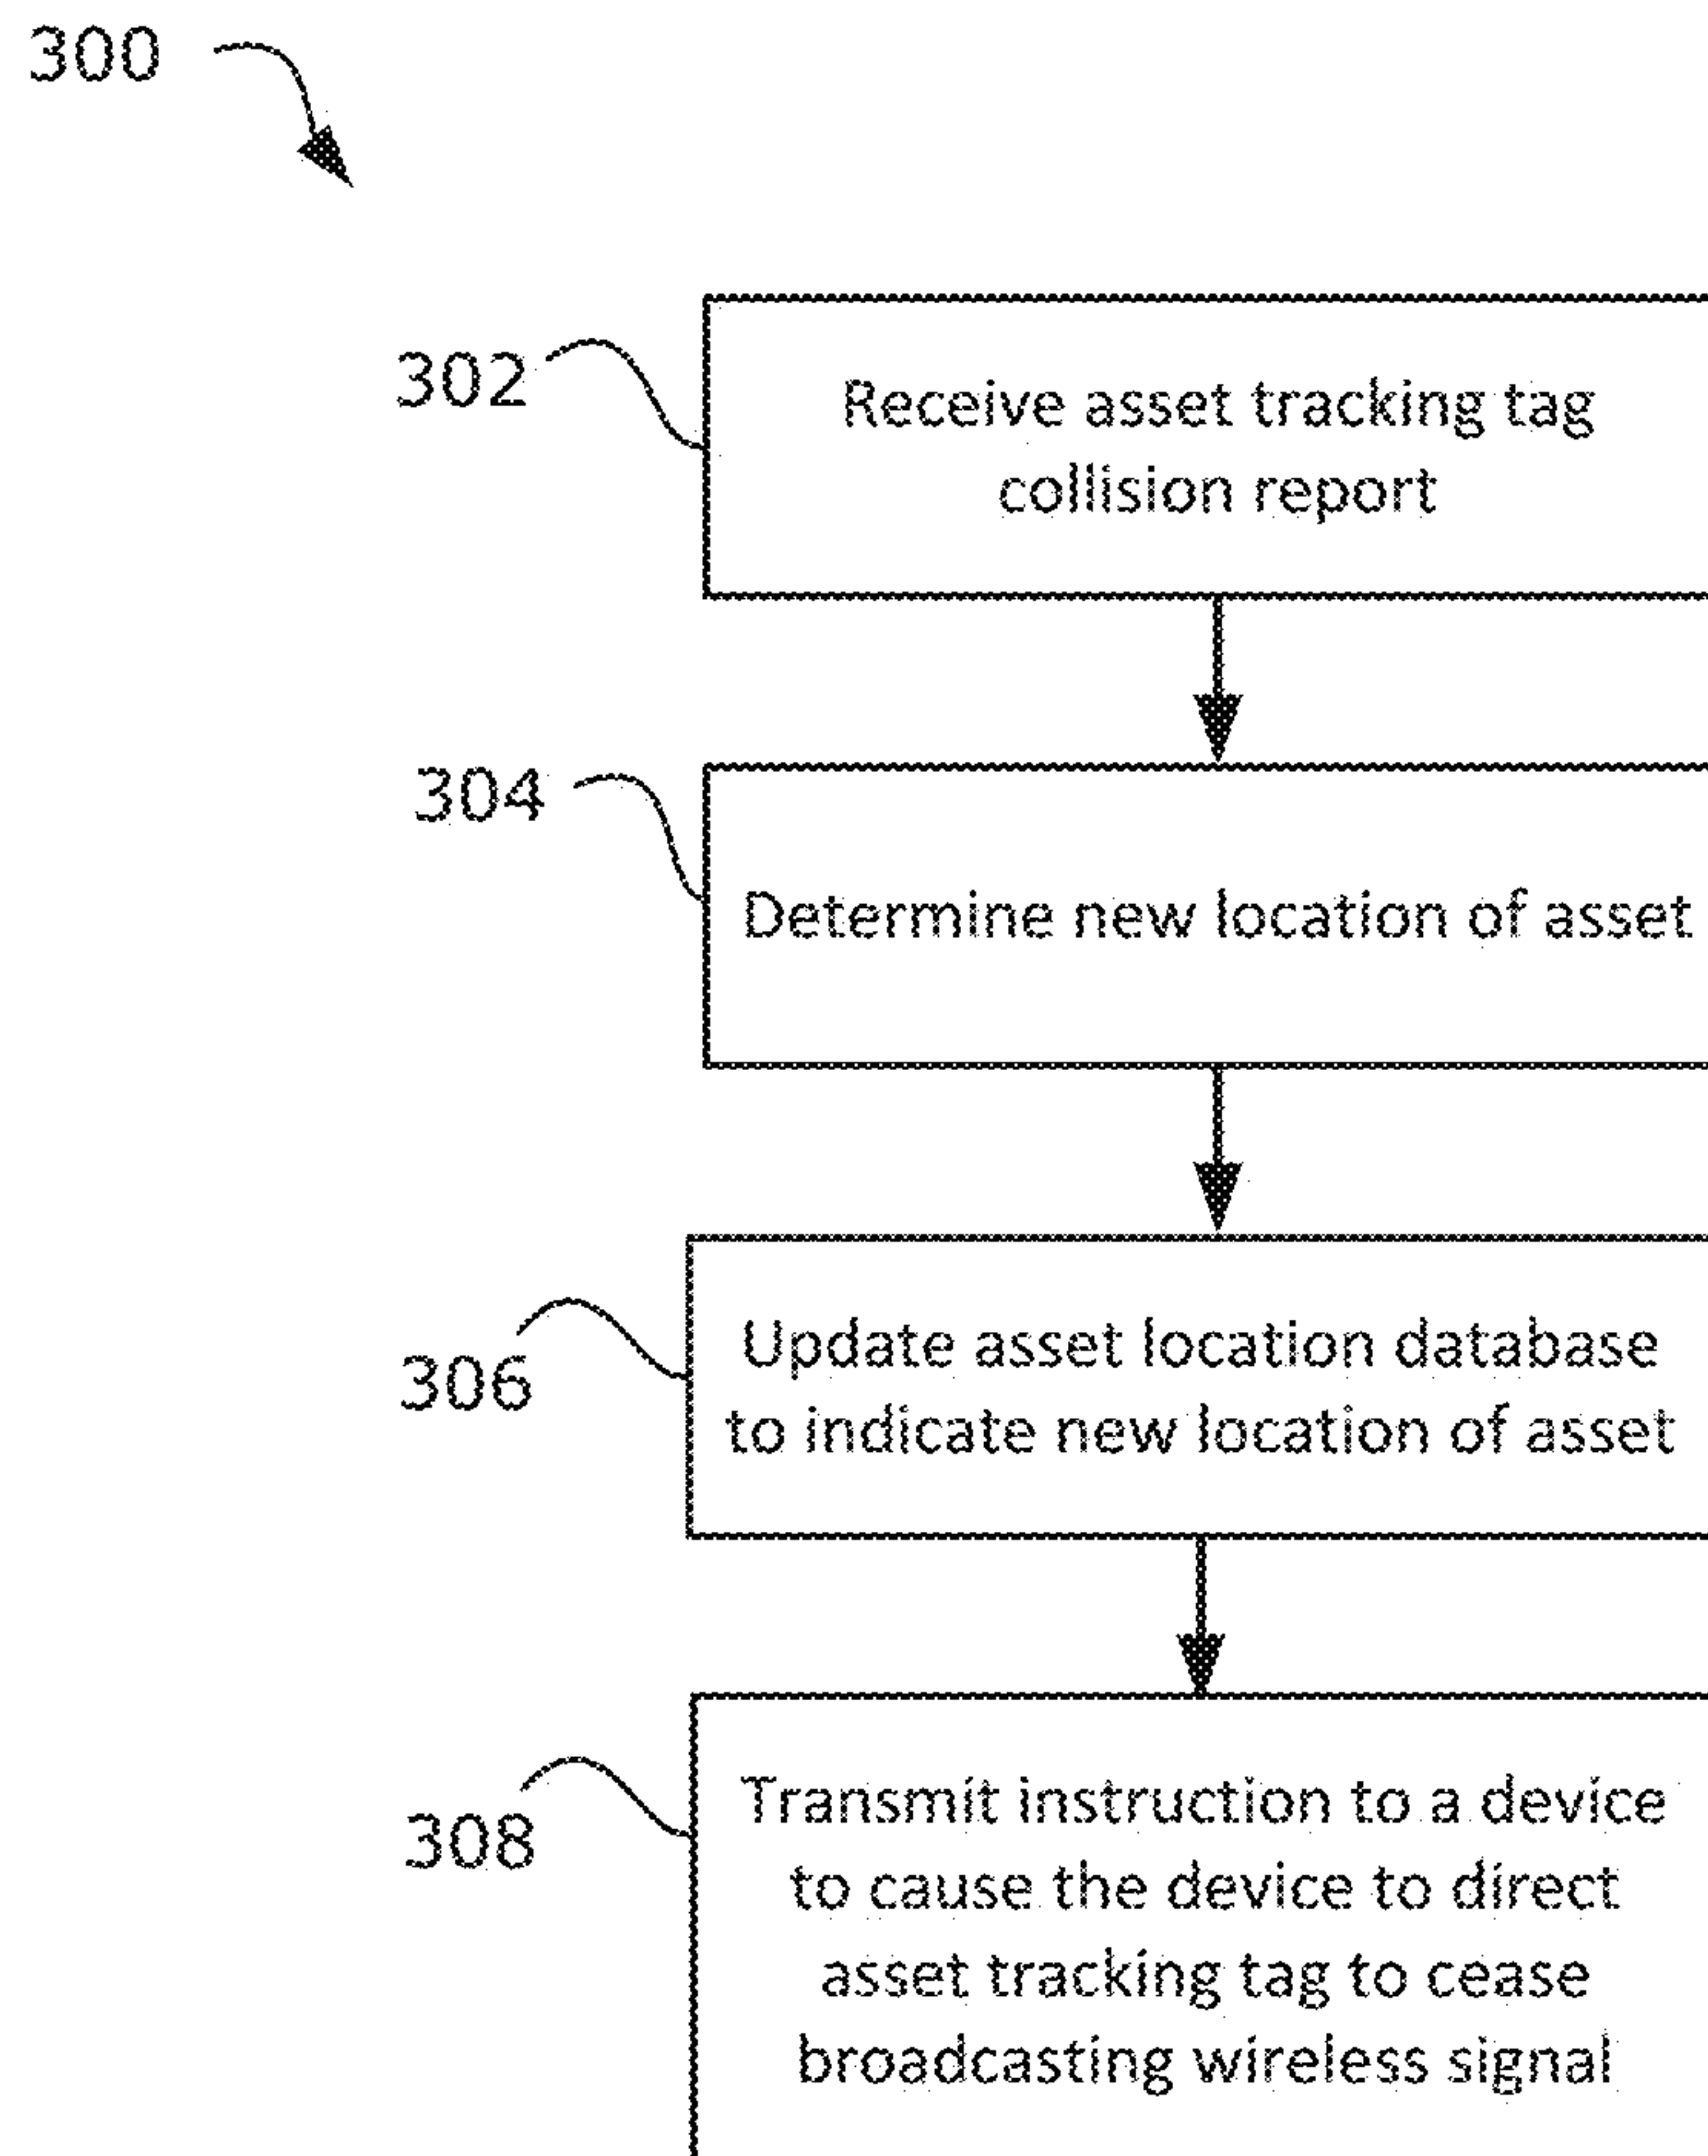 300
302
Receive asset tracking tag
collision report
304
Determine new location of asset
306
Update asset location database
to indicate new location of asset
308
Transmit instruction to a device
to cause the device to direct
asset tracking tag to cease
broadcasting wireless signal